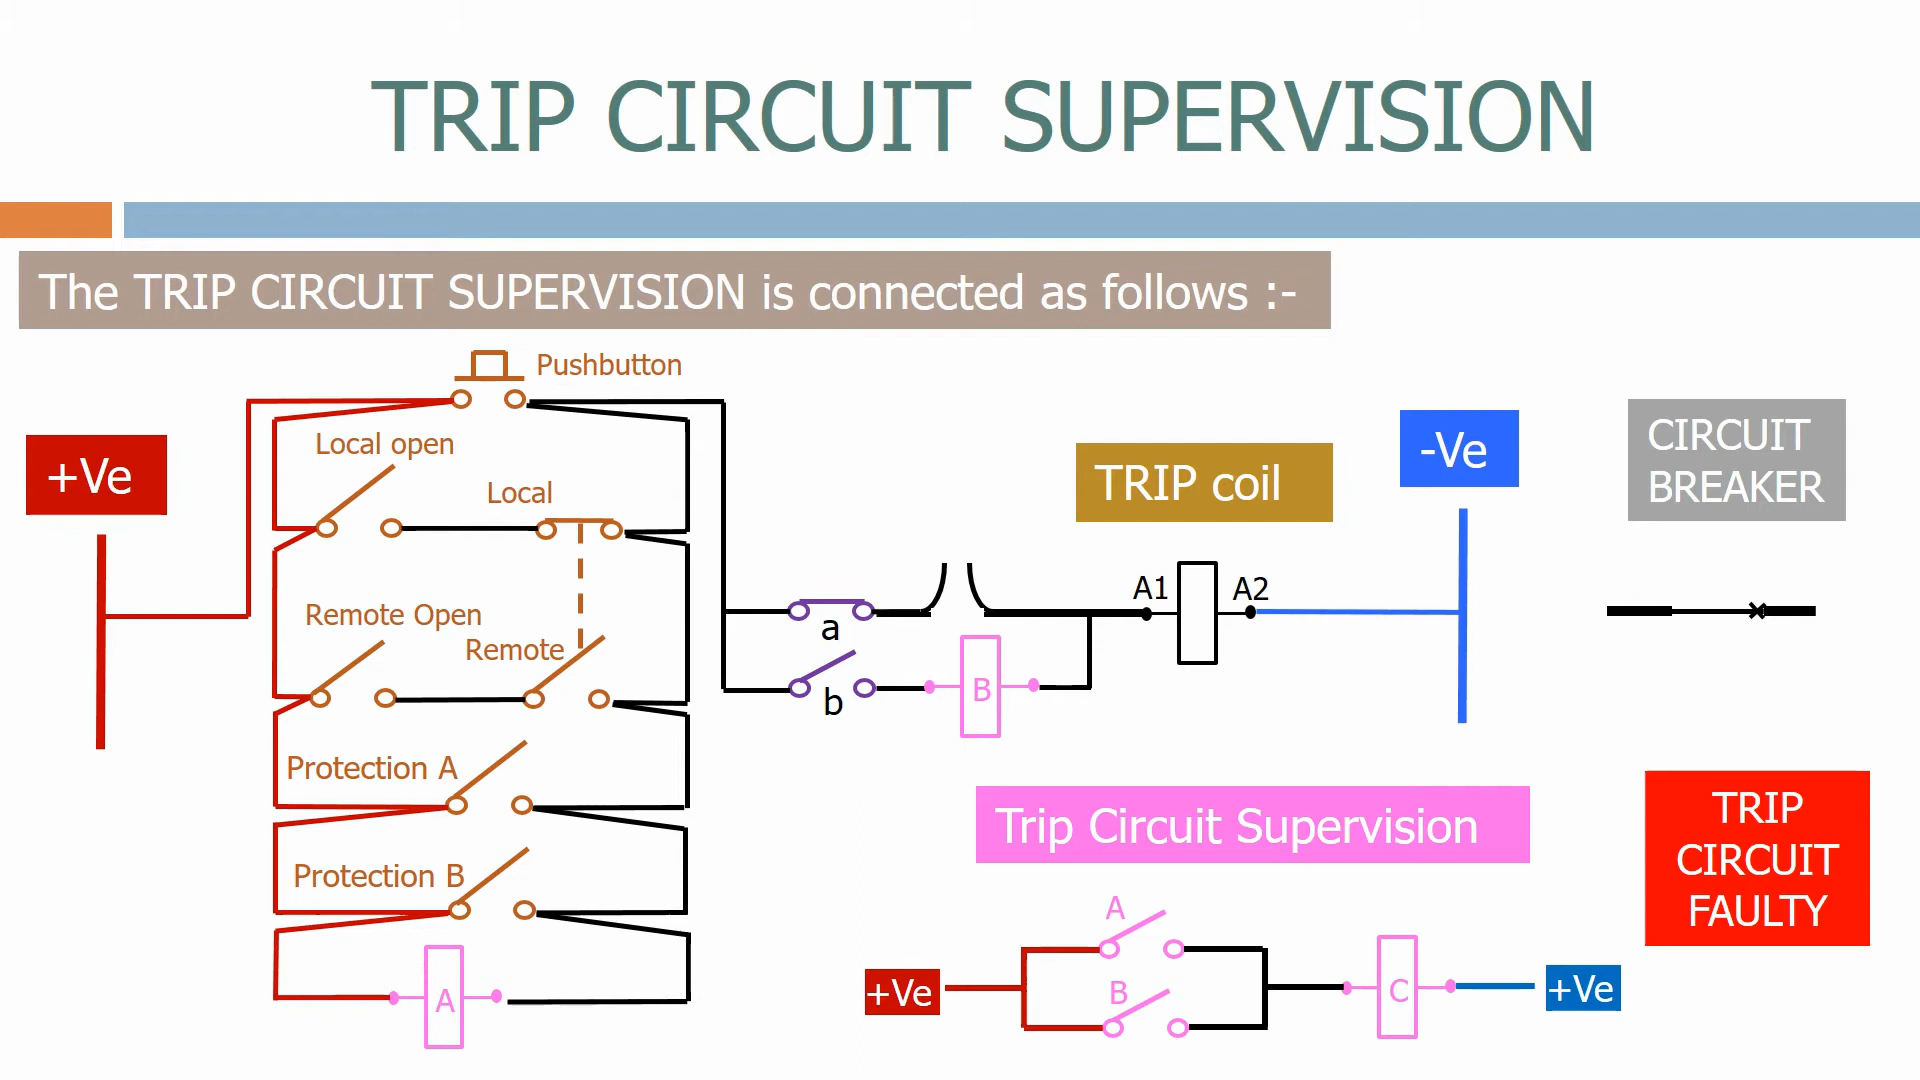 TRIP CIRCUIT SUPERVISION
The TRIP CIRCUIT SUPERVISION is connected as follows :-
Pushbutton
Local open
+Ve
Local
TRIP coil
-Ve
CIRCUIT
BREAKER
A1
A2
Remote Open
a
Remote
B
b
Protection A
Trip Circuit Supervision
TRIP
CIRCUIT
FAULTY
Protection B
A
A
+Ve
B
C
+Ve